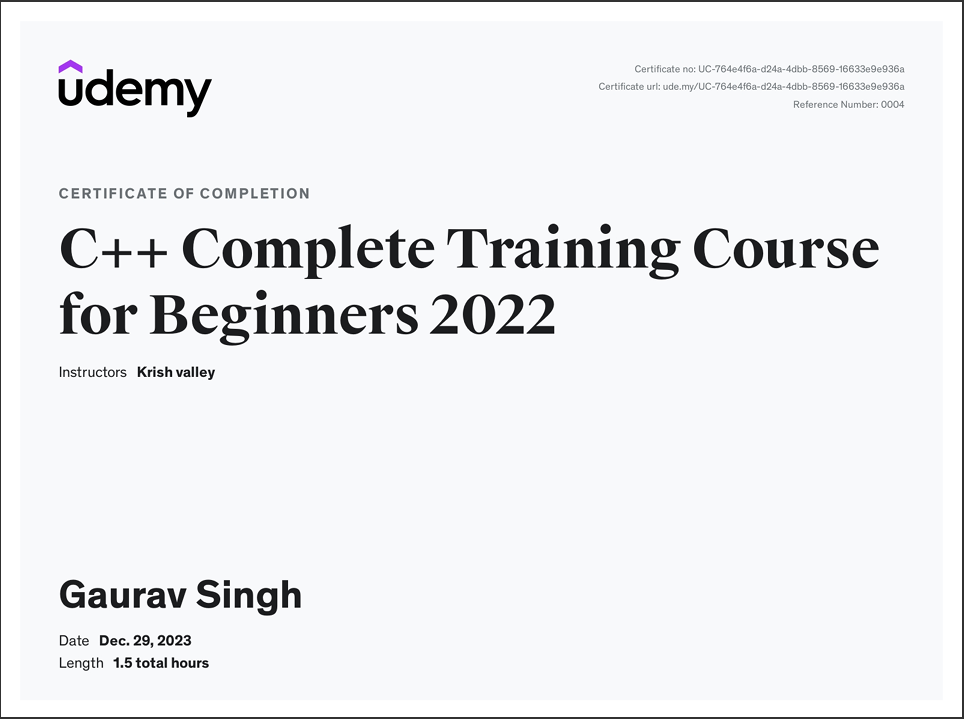 udemy
Certificate no: UC-764e4f6a-d24a-4dbb-8569-16633e9e936a
Certificate url: ude.my/UC-764e4f6a-d24a-4dbb-8569-16633e9e936a
Reference Number: 0004
CERTIFICATE OF COMPLETION
C++ Complete Training Course
for Beginners 2022
Instructors Krish valley
Gaurav Singh
Date Dec. 29, 2023
Length 1.5 total hours